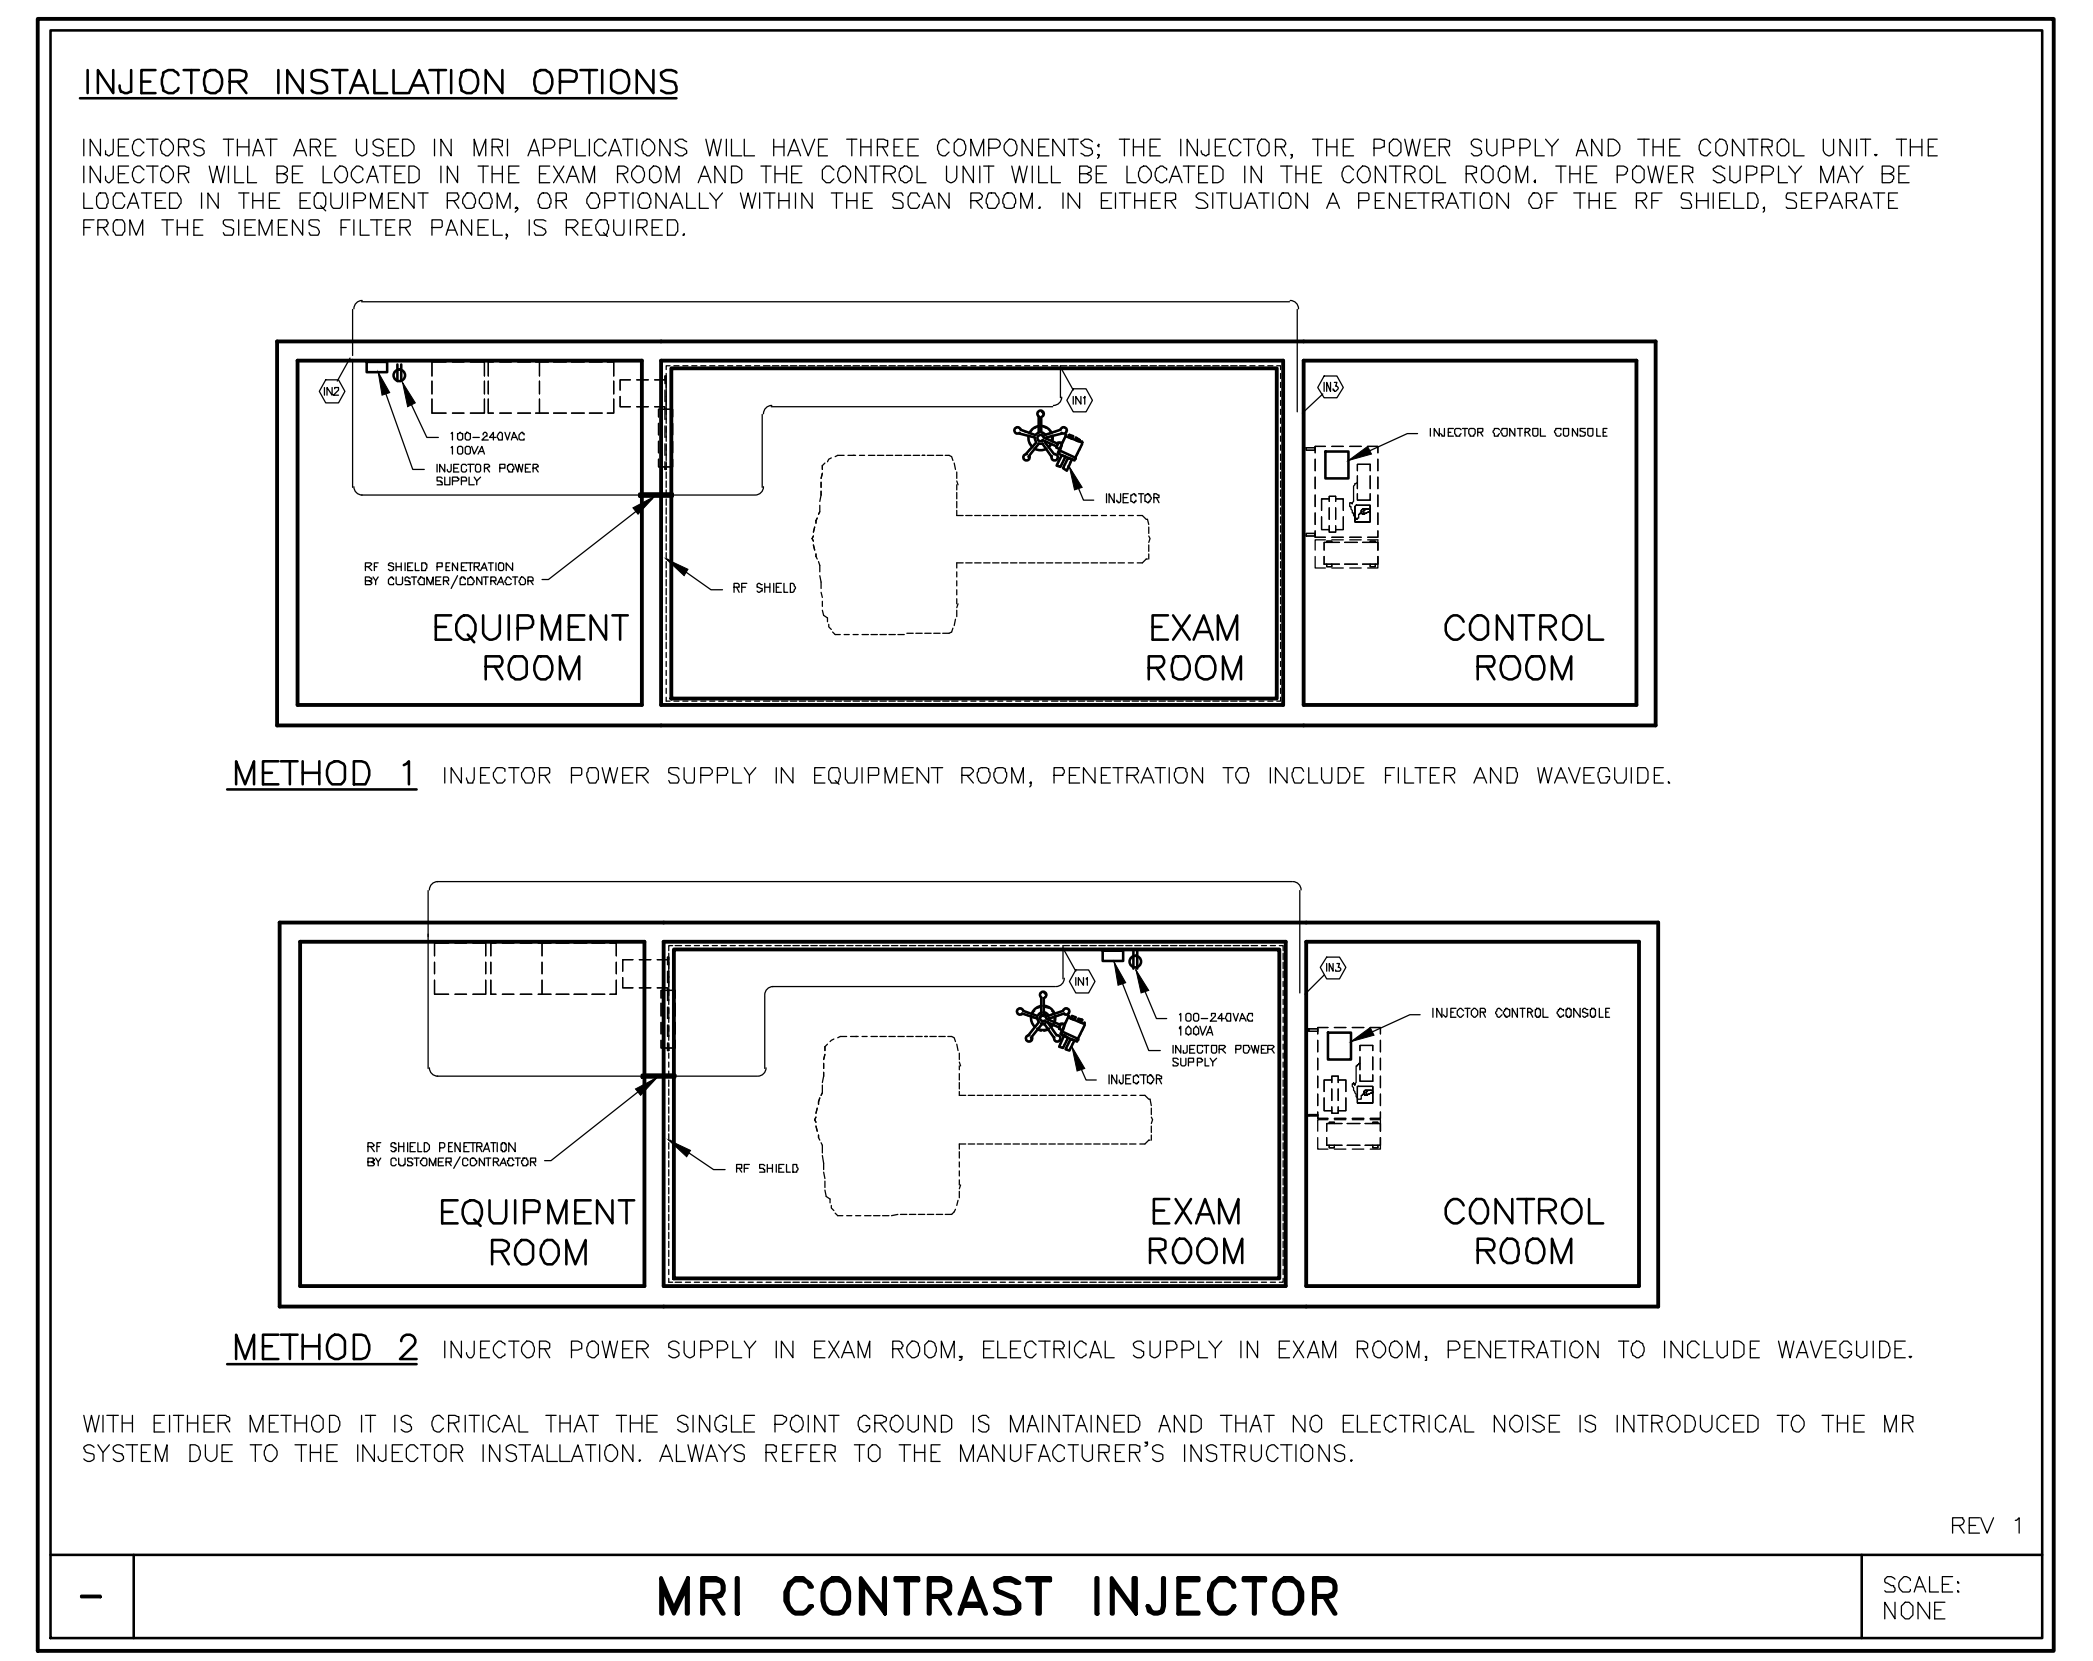 INJECTOR INSTALLATION OPTIONS
INJECTORS THAT ARE USED IN MRI APPLICATIONS WILL HAVE THREE COMPONENTS; THE INJECTOR, THE POWER SUPPLY AND THE CONTROL UNIT. THE
INJECTOR WILL BE LOCATED IN THE EXAM ROOM AND THE CONTROL UNIT WILL BE LOCATED IN THE CONTROL ROOM. THE POWER SUPPLY MAY BE
LOCATED IN THE EQUIPMENT ROOM, OR OPTIONALLY WITHIN THE SCAN ROOM. IN EITHER SITUATION A PENETRATION OF THE RF SHIELD, SEPARATE
FROM THE SIEMENS FILTER PANEL, IS REQUIRED.
IN2
100-240VAC
100VA
INJECTOR POWER
SUPPLY
RF SHIELD PENETRATION
BY CUSTOMER/CONTRACTOR
EQUIPMENT
ROOM
IN1
INJECTOR
RF SHIELD
EXAM
ROOM
IN3
INJECTOR CONTROL CONSOLE
CONTROL
ROOM
METHOD 1 INJECTOR POWER SUPPLY IN EQUIPMENT ROOM, PENETRATION TO INCLUDE FILTER AND WAVEGUIDE.
RF SHIELD PENETRATION
BY CUSTOMER/CONTRACTOR
EQUIPMENT
ROOM
IN1
100-240VAC
100VA
INJECTOR POWER
SUPPLY
INJECTOR
RF SHIELD
EXAM
ROOM
IN3
INJECTOR CONTROL CONSOLE
CONTROL
ROOM
METHOD 2 INJECTOR POWER SUPPLY IN EXAM ROOM, ELECTRICAL SUPPLY IN EXAM ROOM, PENETRATION TO INCLUDE WAVEGUIDE.
WITH EITHER METHOD IT IS CRITICAL THAT THE SINGLE POINT GROUND IS MAINTAINED AND THAT NO ELECTRICAL NOISE IS INTRODUCED TO THE MR
SYSTEM DUE TO THE INJECTOR INSTALLATION. ALWAYS REFER TO THE MANUFACTURER'S INSTRUCTIONS.
REV 1
–
MRI CONTRAST INJECTOR
SCALE:
NONE